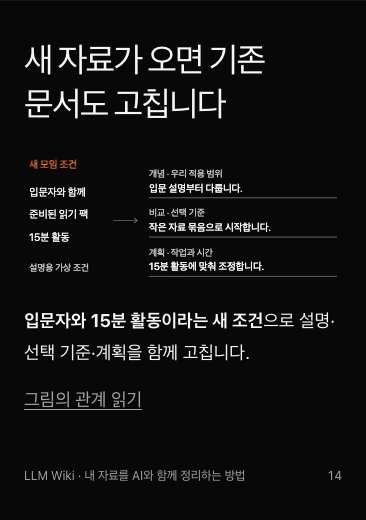 새 자료가 오면 기존
문서도 고칩니다
새 모임 조건
입문자와 함께
준비된 읽기 팩
15분 활동
설명용 가상 조건
개념 · 우리 적용 범위
입문 설명부터 다룹니다.
비교 · 선택 기준
작은 자료 묶음으로 시작합니다.
계획 · 작업과 시간
15분 활동에 맞춰 조정합니다.
입문자와 15분 활동이라는 새 조건으로 설명·
선택 기준·계획을 함께 고칩니다.
그림의 관계 읽기
LLM Wiki · 내 자료를 AI와 함께 정리하는 방법
14